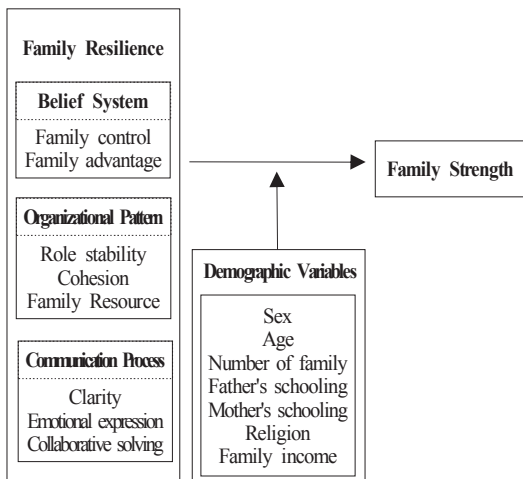 Family Resilience
Belief System
Family control
Family advantage
Organizational Pattern
Role stability
Cohesion
Family Resource
Communication Process
Clarity
Emotional expression
Collaborative solving
Family Strength
Demographic Variables
Sex
Age
Number of family
Father's schooling
Mother's schooling
Religion
Family income